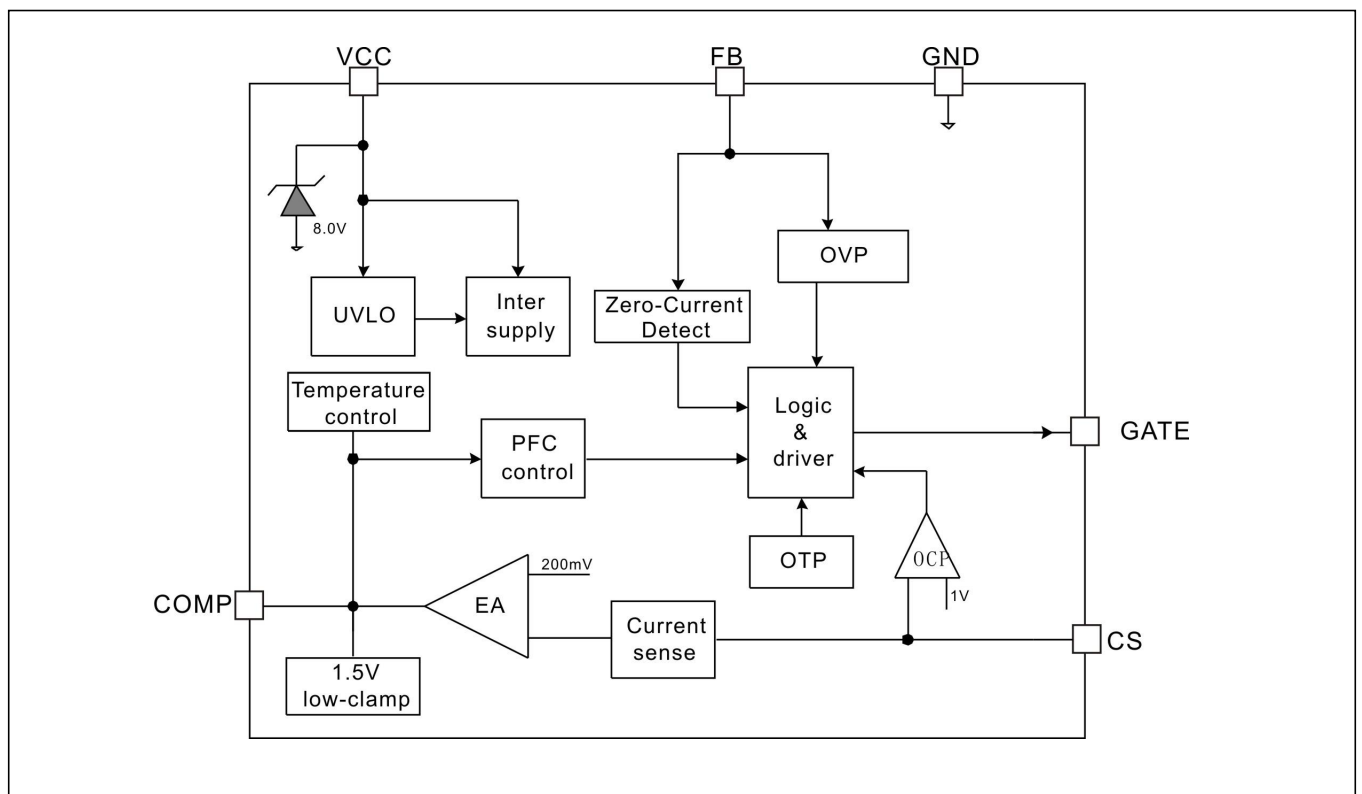 VCC
FB
GND
8.0V
OVP
UVLO
Inter
supply
Zero-Current
Detect
Temperature
control
PFC
control
Logic
&
driver
GATE
OTP
OCP
1V
200mV
EA
COMP
Current
sense
CS
1.5V
low-clamp